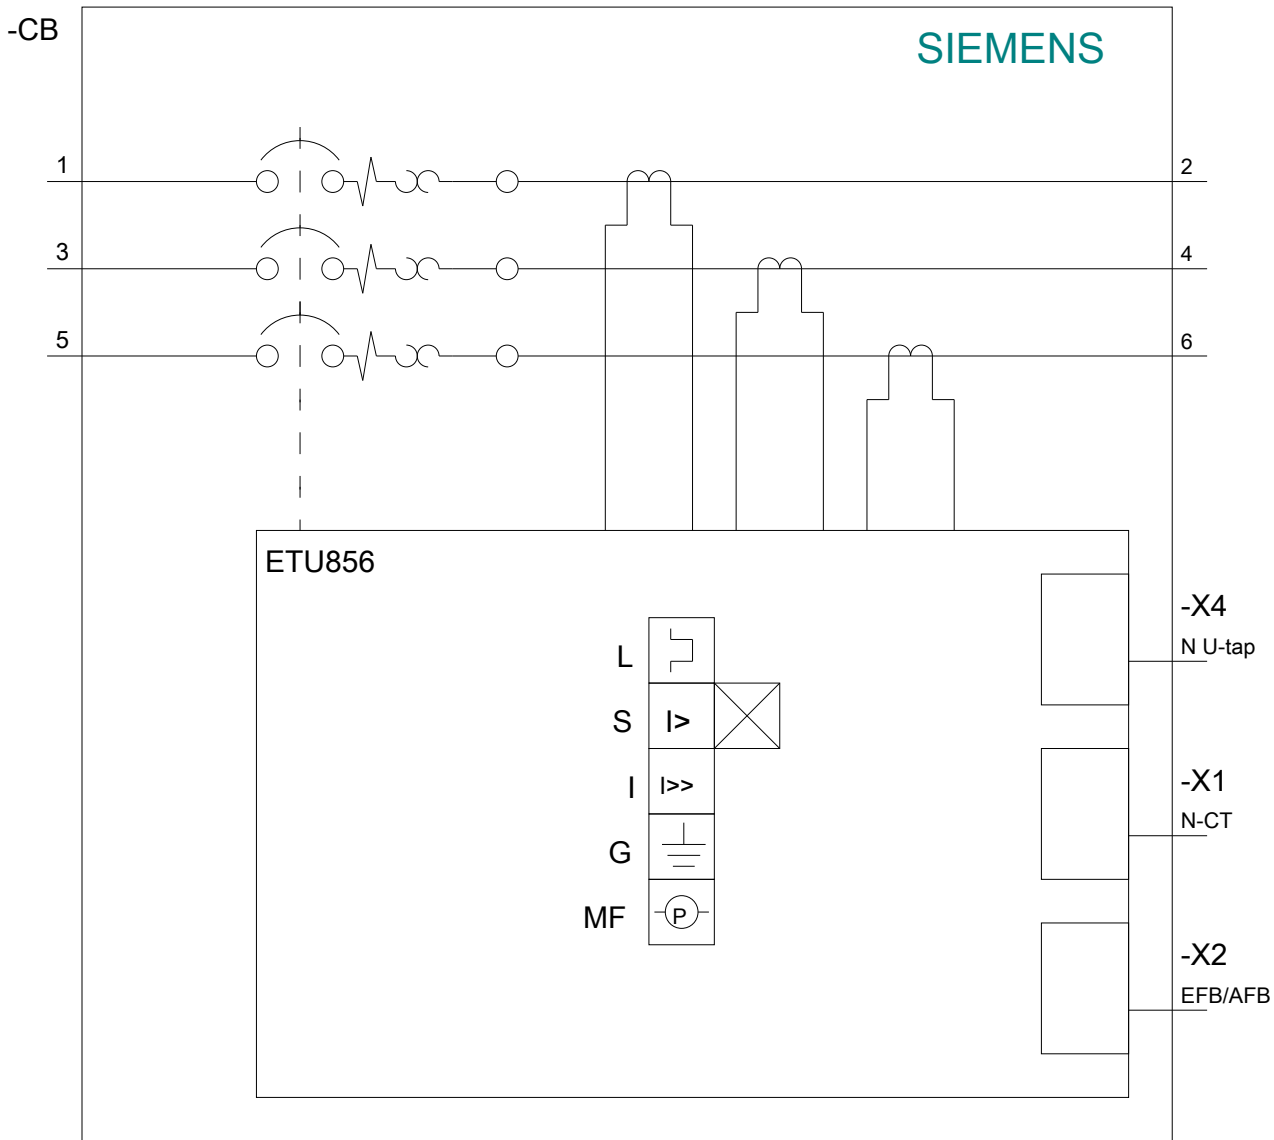 -CB
SIEMENS
1
2
3
4
5
6
ETU856
-X4
N U-tap
L
S
I>
I
I>>
-X1
N-CT
G
MF
P
-X2
EFB/AFB